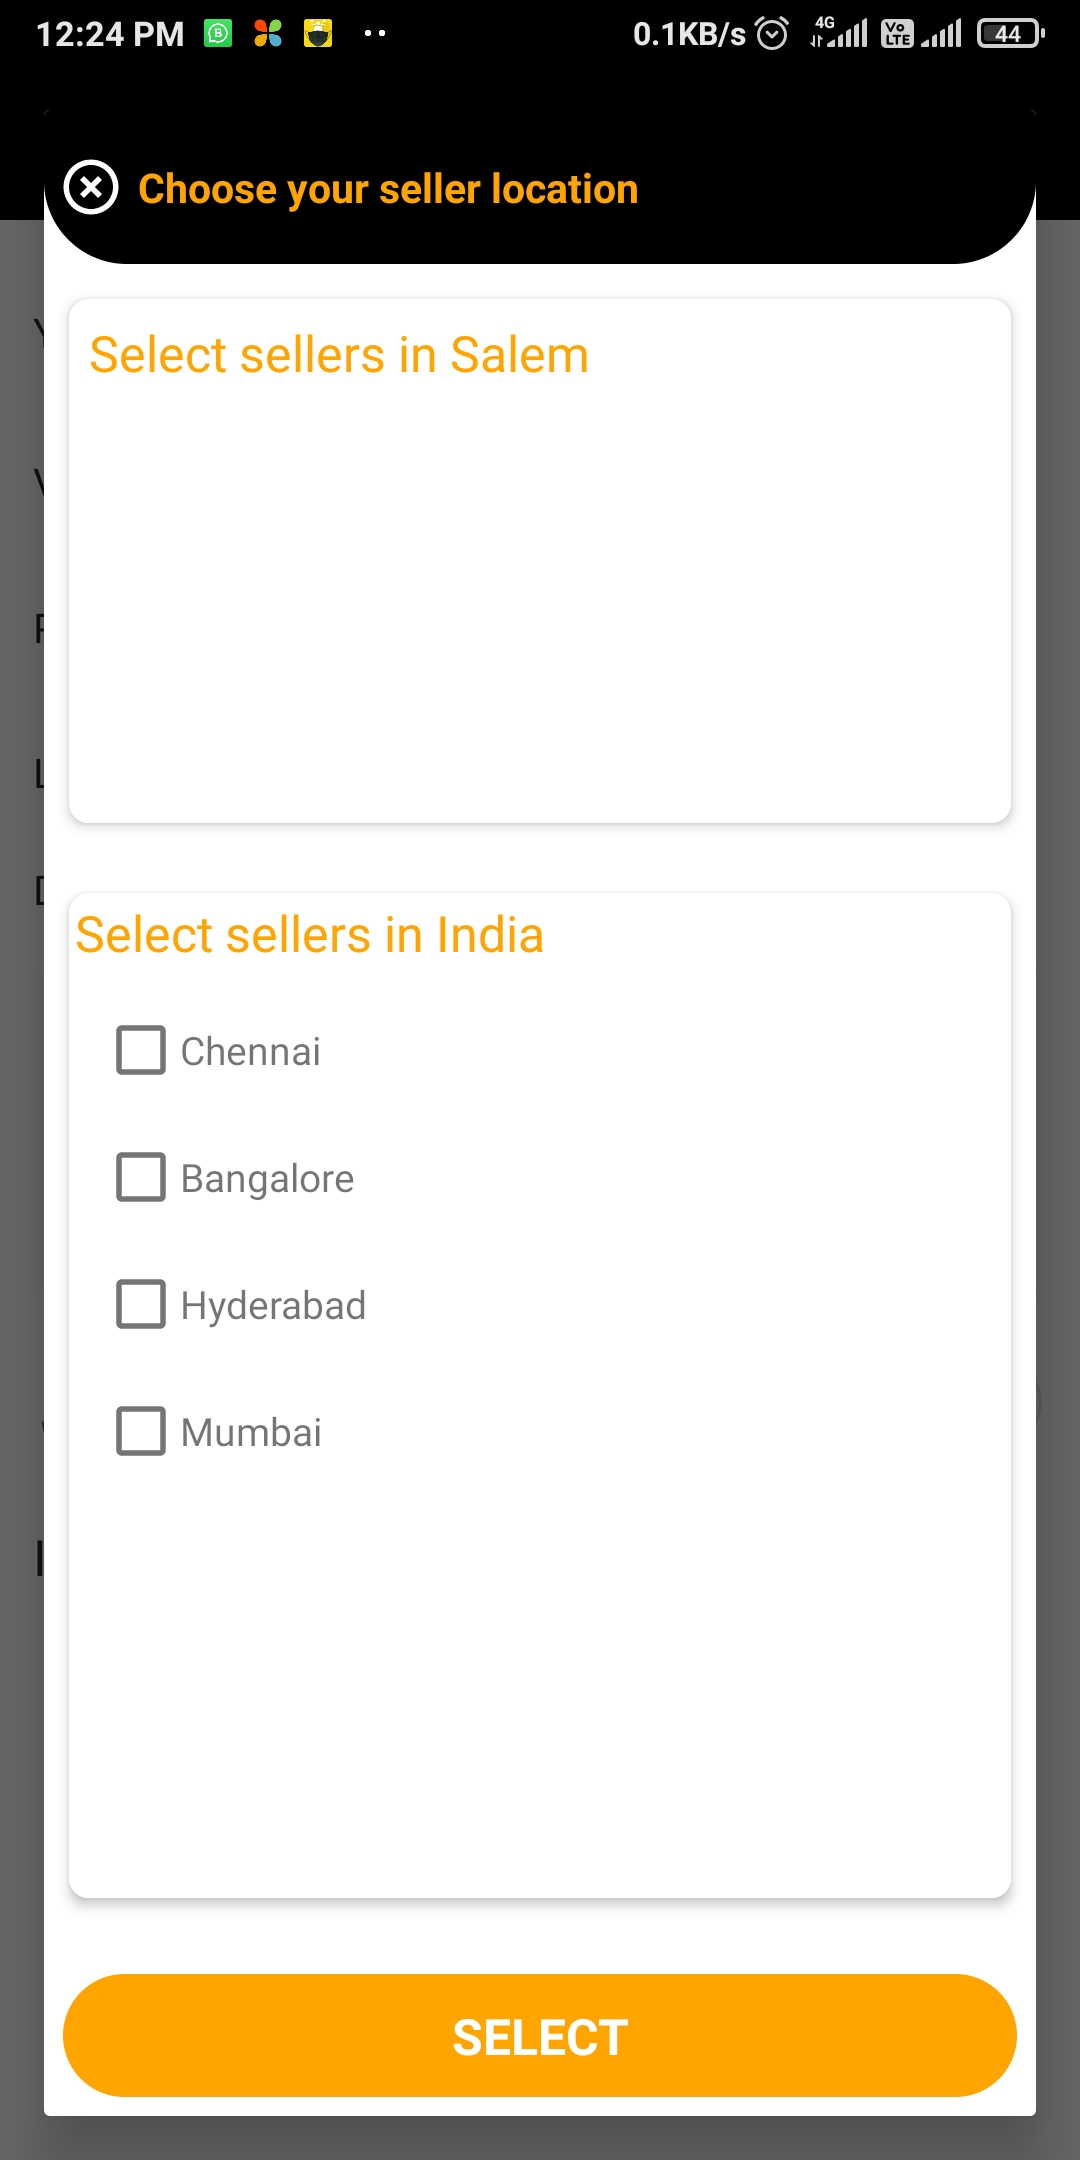 12:24 PM
0.1KB/s 4G Vo LTE 44
Choose your seller location
Select sellers in Salem
Select sellers in India
Chennai
Bangalore
Hyderabad
Mumbai
SELECT